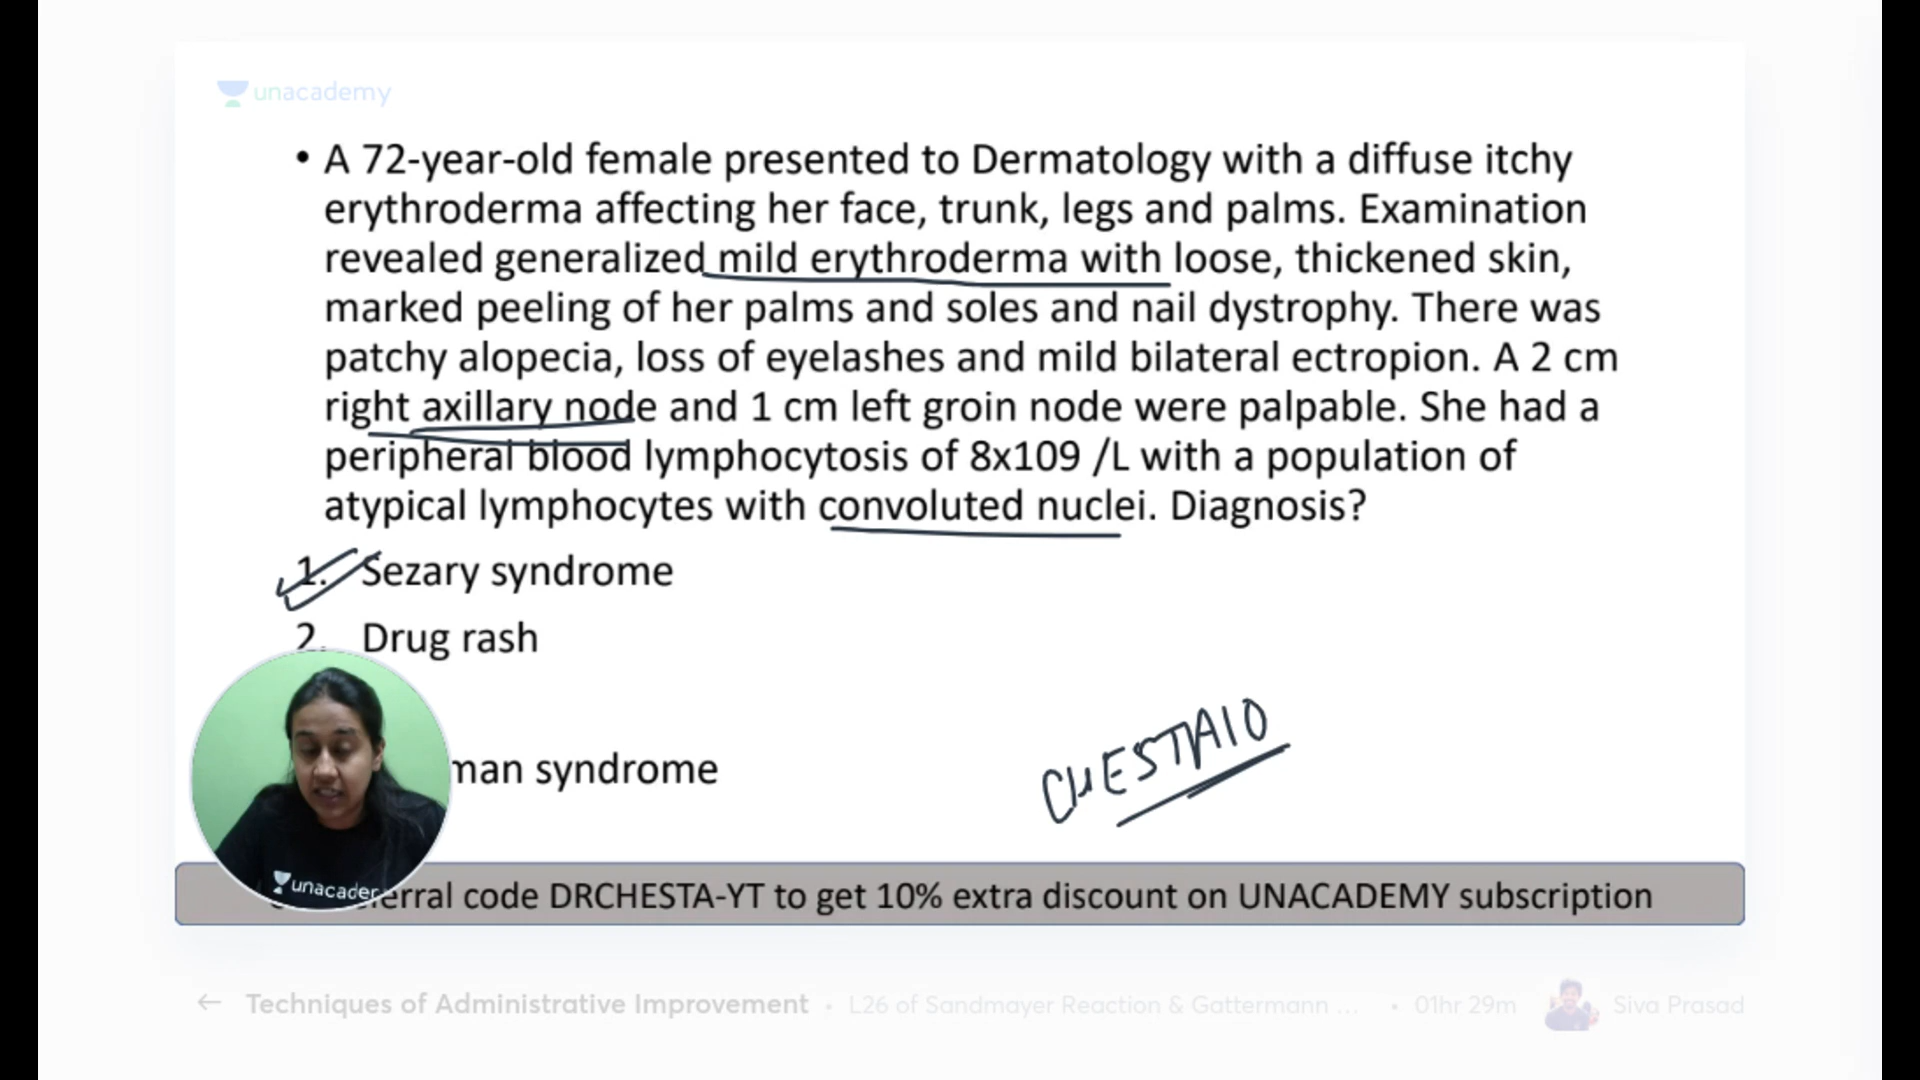 unacademy
• A 72-year-old female presented to Dermatology with a diffuse itchy
erythroderma affecting her face, trunk, legs and palms. Examination
revealed generalized mild erythroderma with loose, thickened skin,
marked peeling of her palms and soles and nail dystrophy. There was
patchy alopecia, loss of eyelashes and mild bilateral ectropion. A 2 cm
right axillary node and 1 cm left groin node were palpable. She had a
peripheral blood lymphocytosis of 8x109 /L with a population of
atypical lymphocytes with convoluted nuclei. Diagnosis?
1. Sezary syndrome
2. Drug rash
man syndrome
CHESTA10
unacade
erral code DRCHESTA-YT to get 10% extra discount on UNACADEMY subscription
← Techniques of Administrative Improvement • L26 of Sandmayer Reaction & Gattermann ... • 01hr 29m Siva Prasad